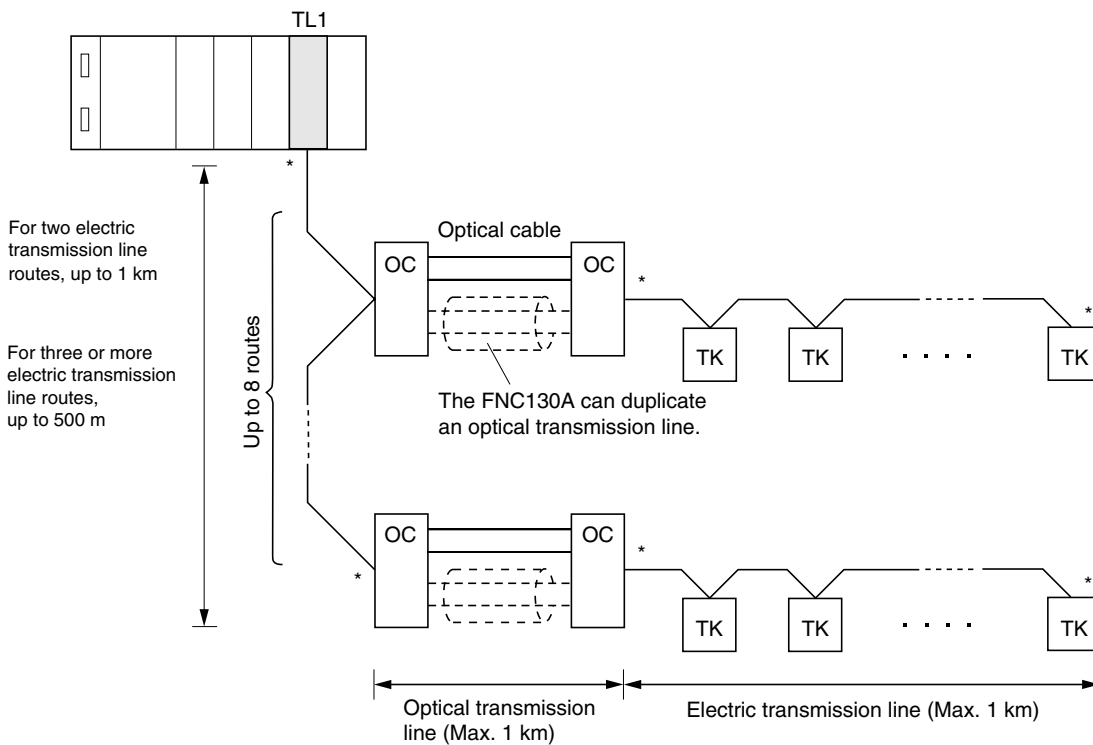 TL1
*
For two electric
transmission line
routes, up to 1 km
For three or more
electric transmission
line routes,
up to 500 m
Up to 8 routes
Optical cable
OC
OC
*
TK
TK
. . . .
*
TK
The FNC130A can duplicate
an optical transmission line.
*
OC
OC
*
TK
TK
. . . .
*
TK
Optical transmission
line (Max. 1 km)
Electric transmission line (Max. 1 km)